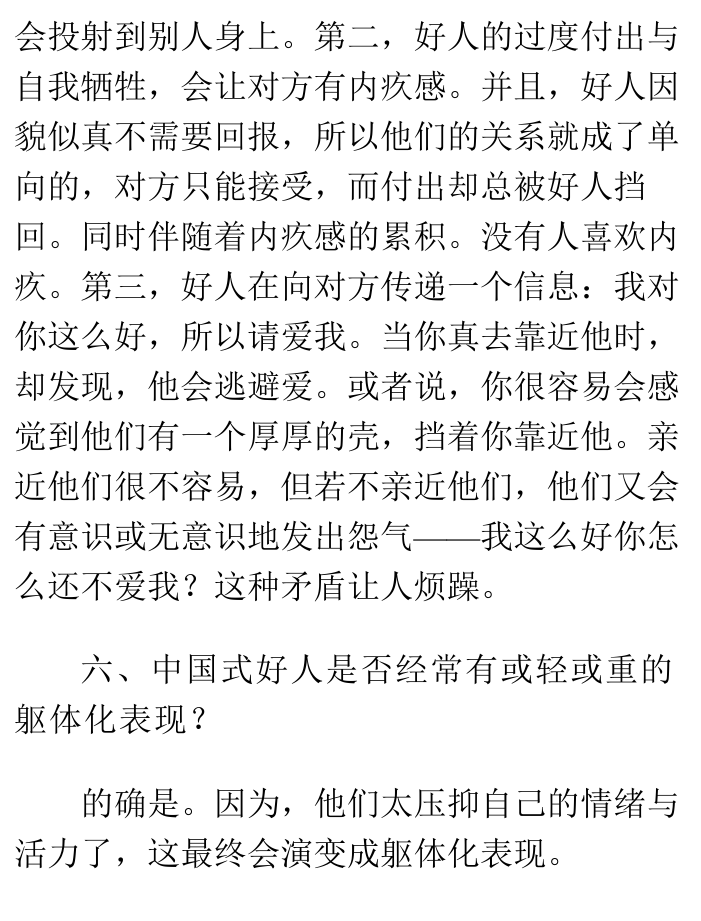 会投射到别人身上。第二，好人的过度付出与
自我牺牲，会让对方有内疚感。并且，好人因
貌似真不需要回报，所以他们的关系就成了单
向的，对方只能接受，而付出却总被好人挡
回。同时伴随着内疚感的累积。没有人喜欢内
疚。第三，好人在向对方传递一个信息：我对
你这么好，所以请爱我。当你真去靠近他时，
却发现，他会逃避爱。或者说，你很容易会感
觉到他们有一个厚厚的壳，挡着你靠近他。亲
近他们很不容易，但若不亲近他们，他们又会
有意识或无意识地发出怨气——我这么好你怎
么还不爱我？这种矛盾让人烦躁。
六、中国式好人是否经常有或轻或重的
躯体化表现？
的确是。因为，他们太压抑自己的情绪与
活力了，这最终会演变成躯体化表现。